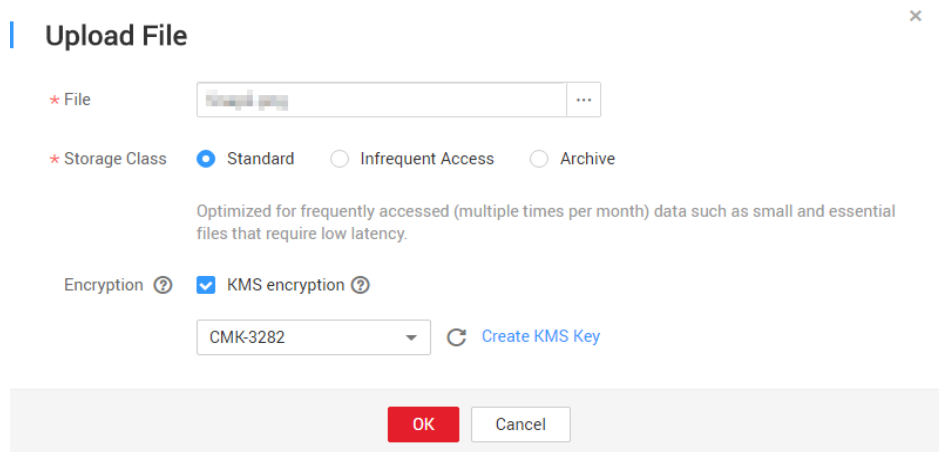 Upload File
* File
...
* Storage Class Standard Infrequent Access Archive
Optimized for frequently accessed (multiple times per month) data such as small and essential
files that require low latency.
Encryption ? KMS encryption ?
CMK-3282 Create KMS Key
OK Cancel